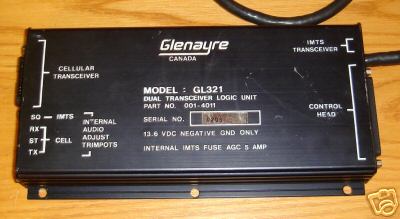 Glenayre
CANADA
CELLULAR
TRANSCEIVER
IMTS
TRANSCEIVER
MODEL : GL321
DUAL TRANSCEIVER LOGIC UNIT
PART NO. 001-4011
SERIAL NO.
CONTROL
HEAD
SQ IMTS
RX
ST CELL
TX
INTERNAL
AUDIO
ADJUST
TRIMPOTS
13.6 VDC NEGATIVE GND ONLY
INTERNAL IMTS FUSE AGC 5 AMP